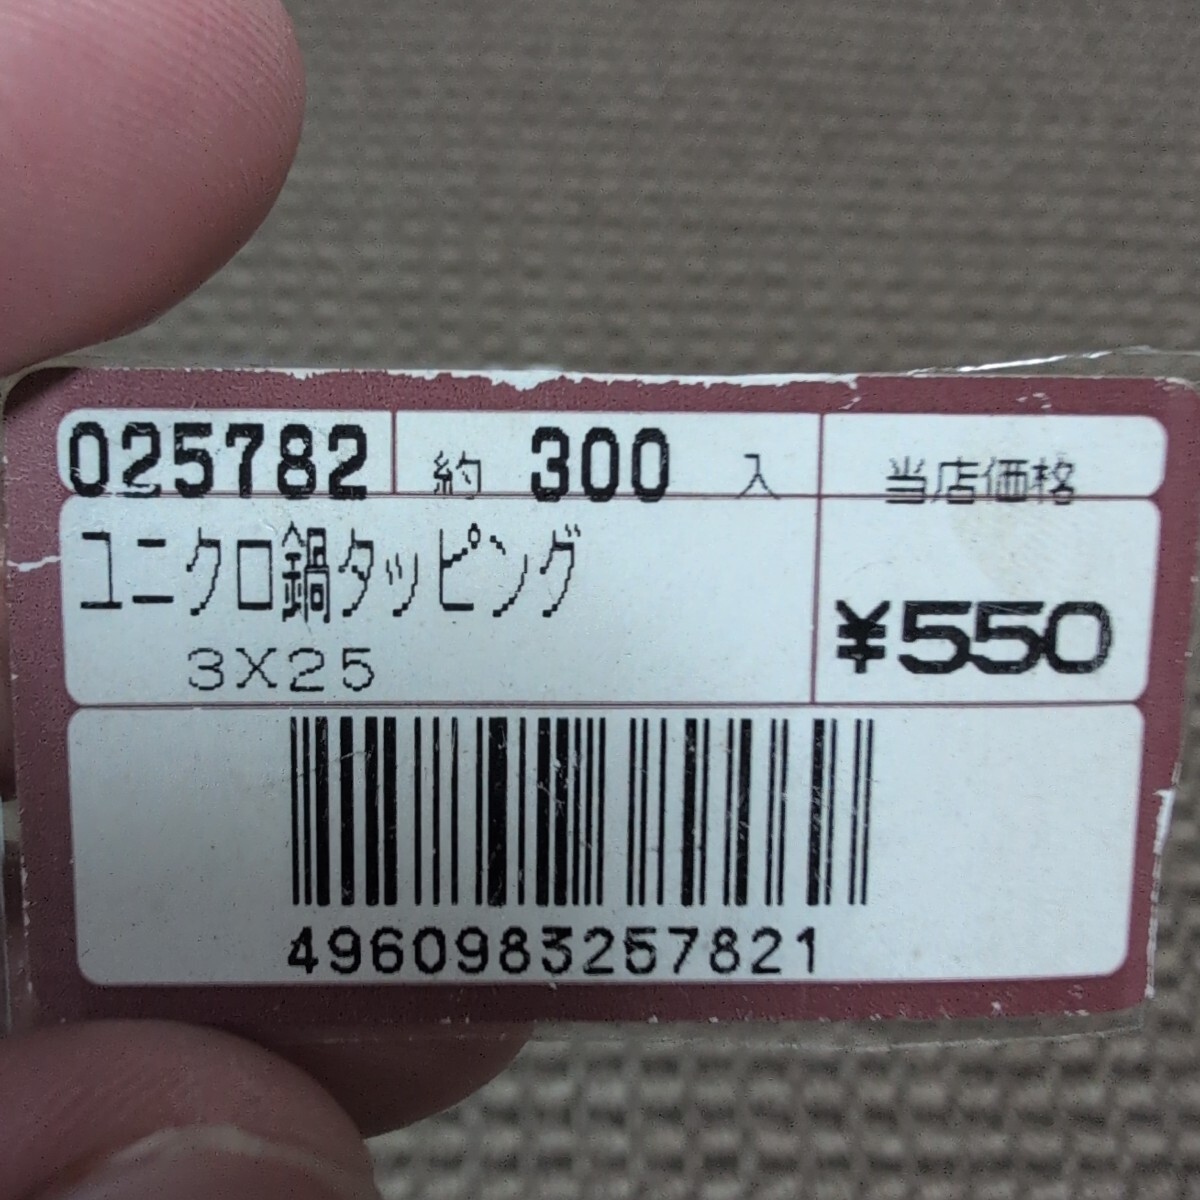 025782 約 300 入 当店価格
ユニクロ鍋タッピング
¥550
3X25
4960983257821